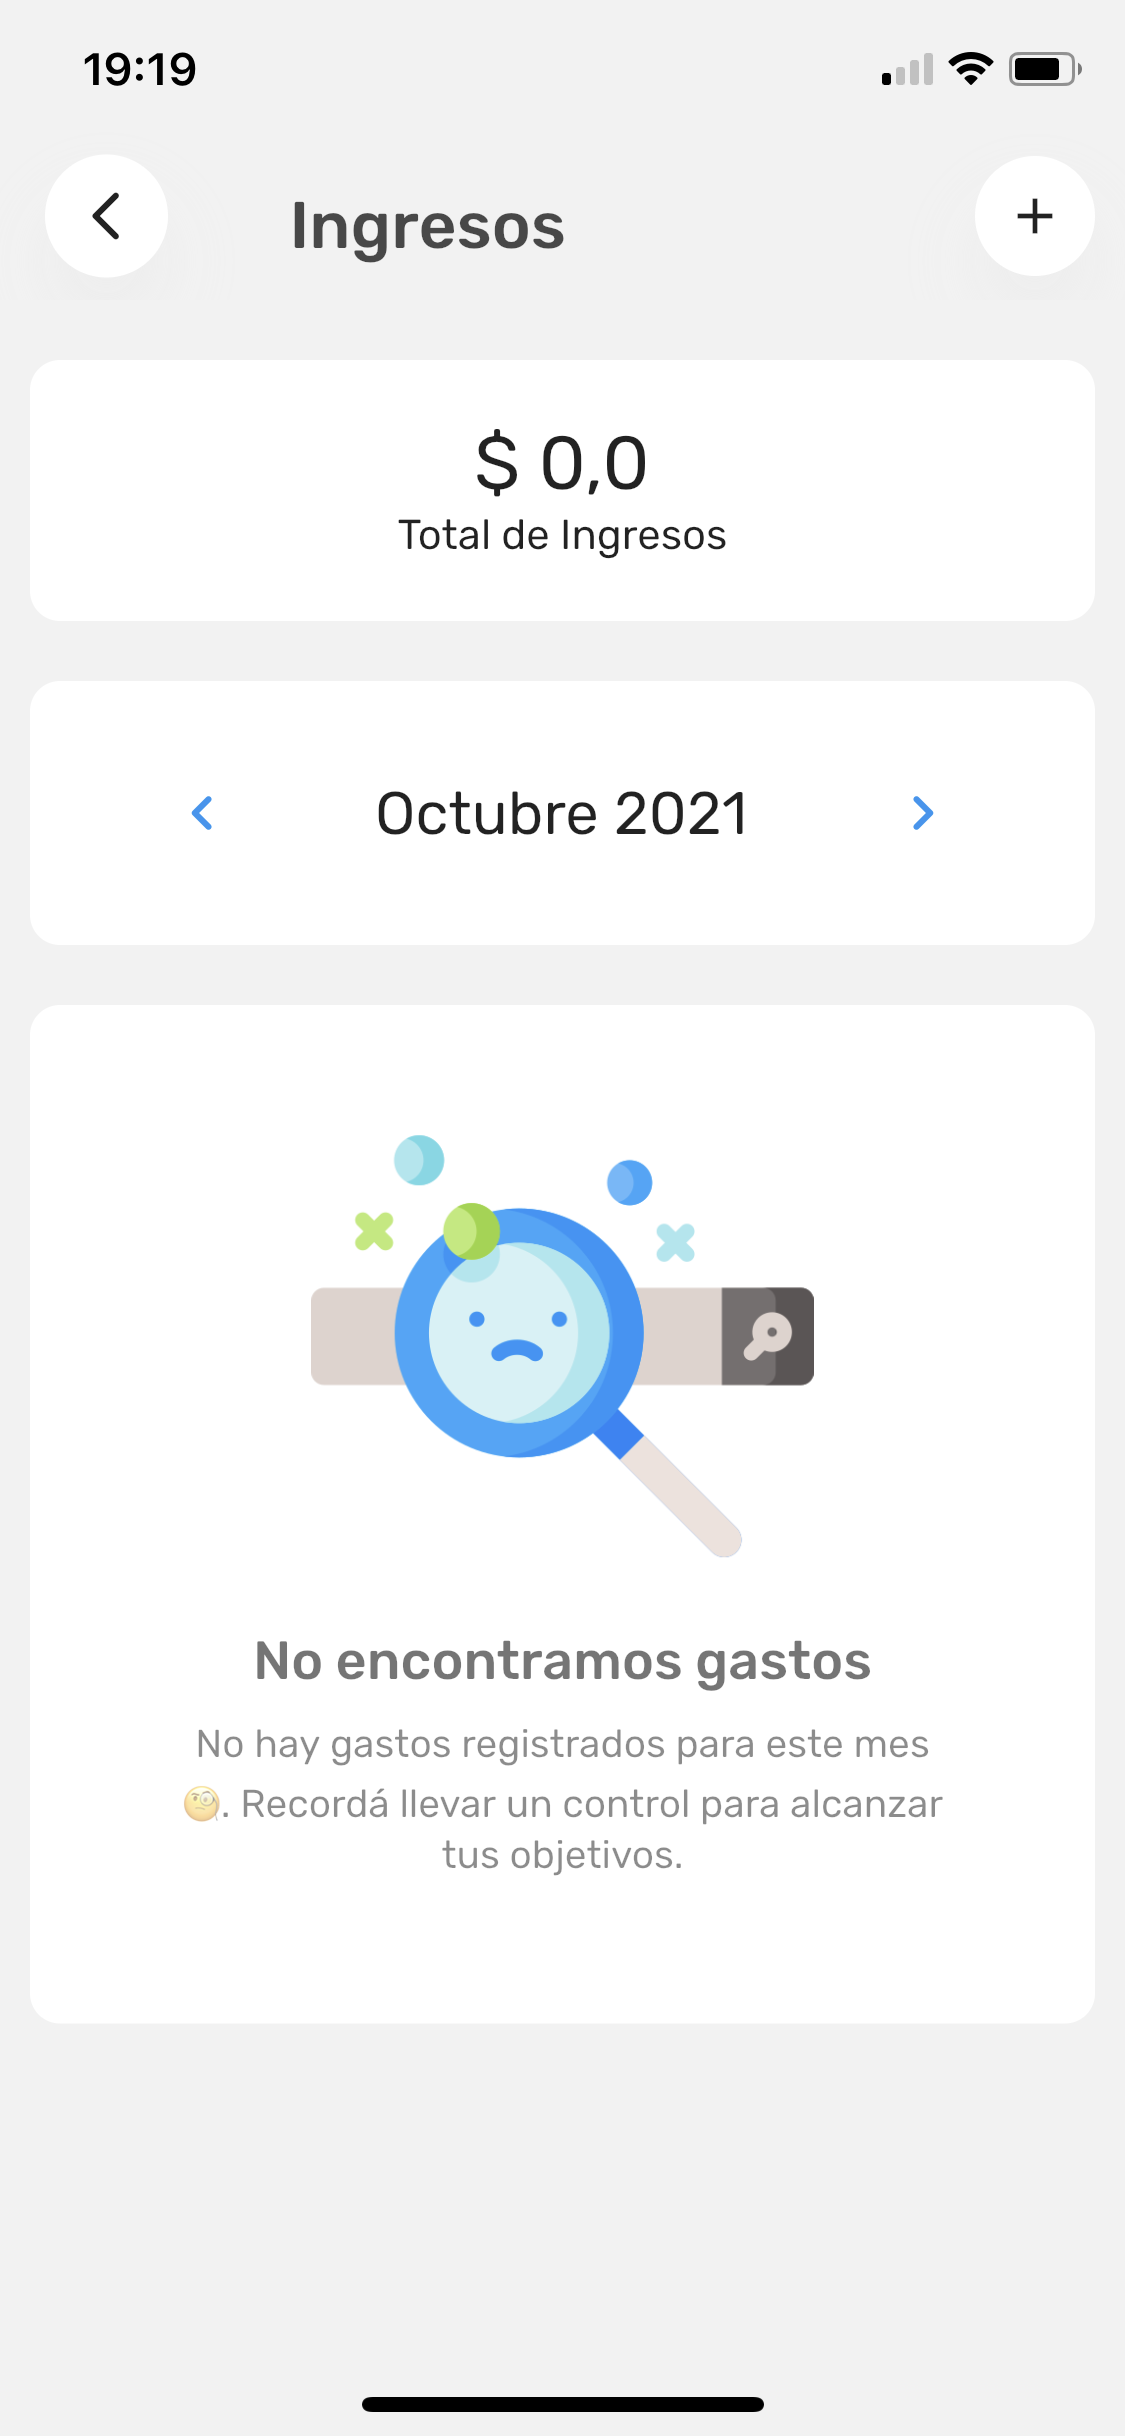 19:19
Ingresos
$ 0,0
Total de Ingresos
Octubre 2021
No encontramos gastos
No hay gastos registrados para este mes
🧐. Recordá llevar un control para alcanzar
tus objetivos.